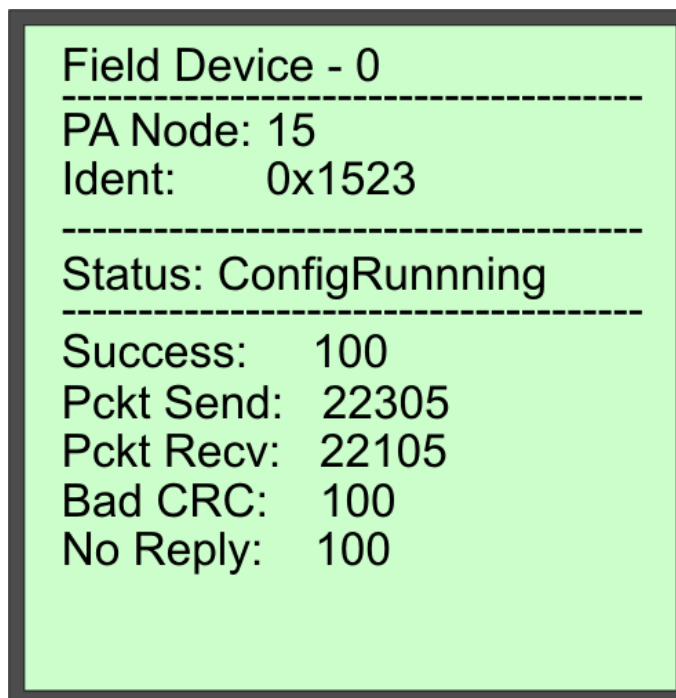 Field Device - 0
--------------------------------------
PA Node: 15
Ident: 0x1523
--------------------------------------
Status: ConfigRunnning
--------------------------------------
Success: 100
Pckt Send: 22305
Pckt Recv: 22105
Bad CRC: 100
No Reply: 100